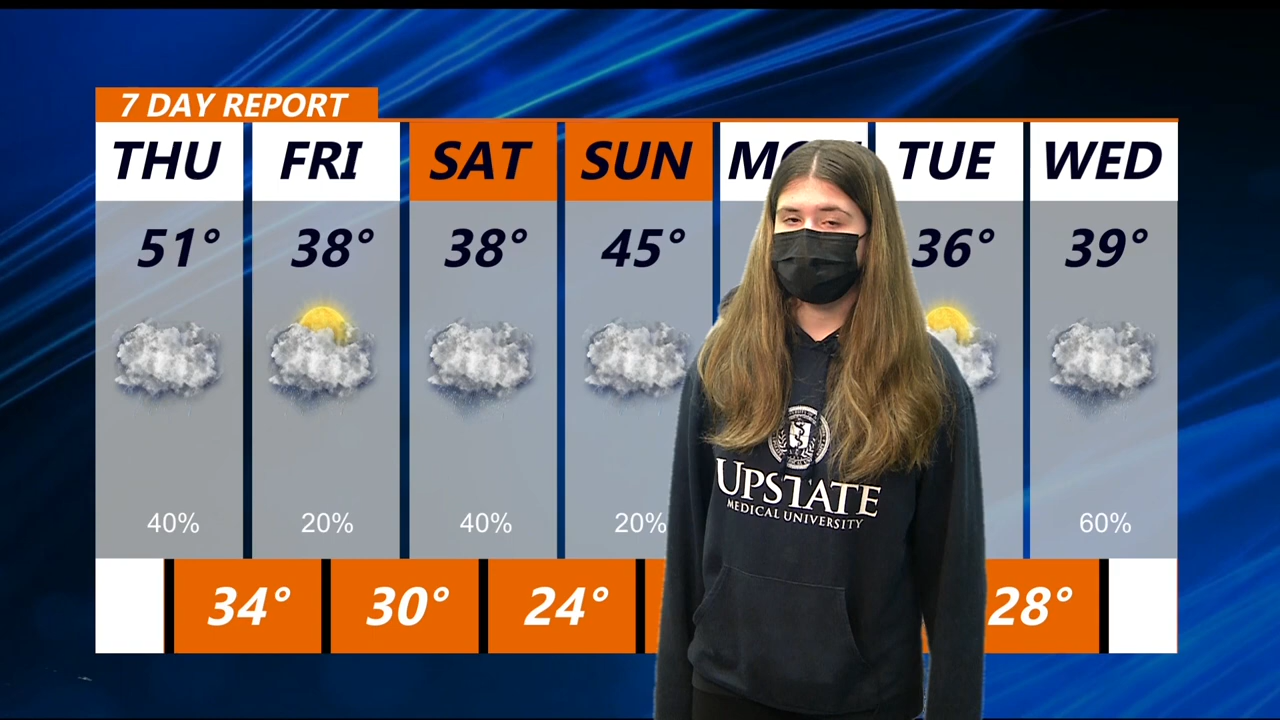 7 DAY REPORT
THU FRI SAT SUN TUE WED
51° 38° 38° 45° 36° 39°
UPSTATE
MEDICAL UNIVERSITY
40% 20% 40% 20% 60%
34° 30° 24° 28°